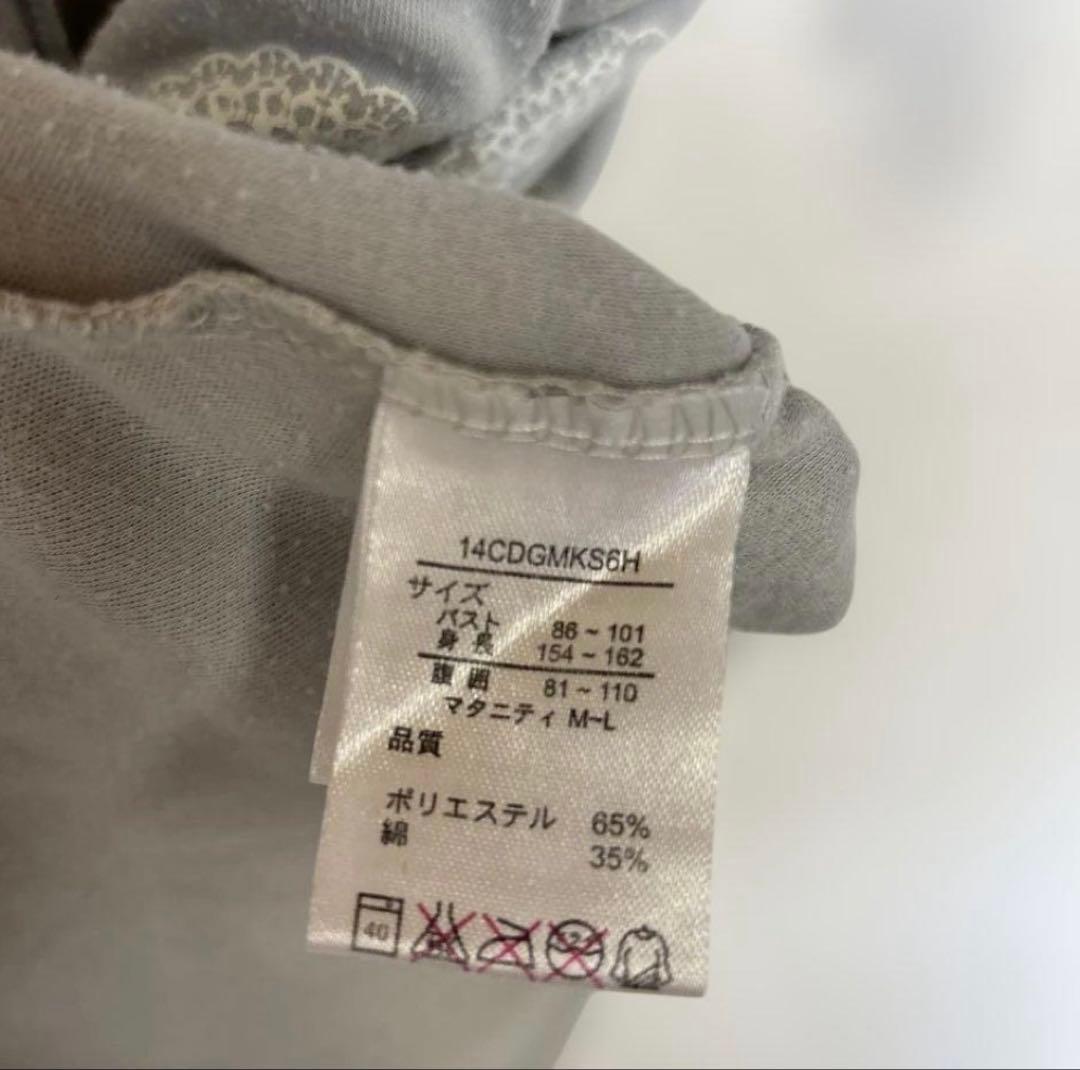 14CDGMKS6H
サイズ
バスト 86~101
身長 154~162
腹囲 81~110
マタニティ M~L
品質
ポリエステル 65%
綿 35%
40